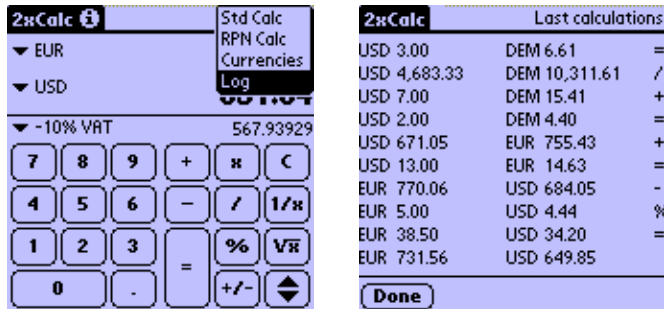 2xCalc i
Std Calc
RPN Calc
Currencies
Log
EUR
USD
-10% VAT 567.93929
7 8 9 + x C
4 5 6 - / 1/x
1 2 3 = % √x
0 . +/-
2xCalc Last calculations
USD 3.00 DEM 6.61 =
USD 4,683.33 DEM 10,311.61 /
USD 7.00 DEM 15.41 +
USD 2.00 DEM 4.40 =
USD 671.05 EUR 755.43 +
USD 13.00 EUR 14.63 =
EUR 770.06 USD 684.05 -
EUR 5.00 USD 4.44 %
EUR 38.50 USD 34.20 =
EUR 731.56 USD 649.85
Done